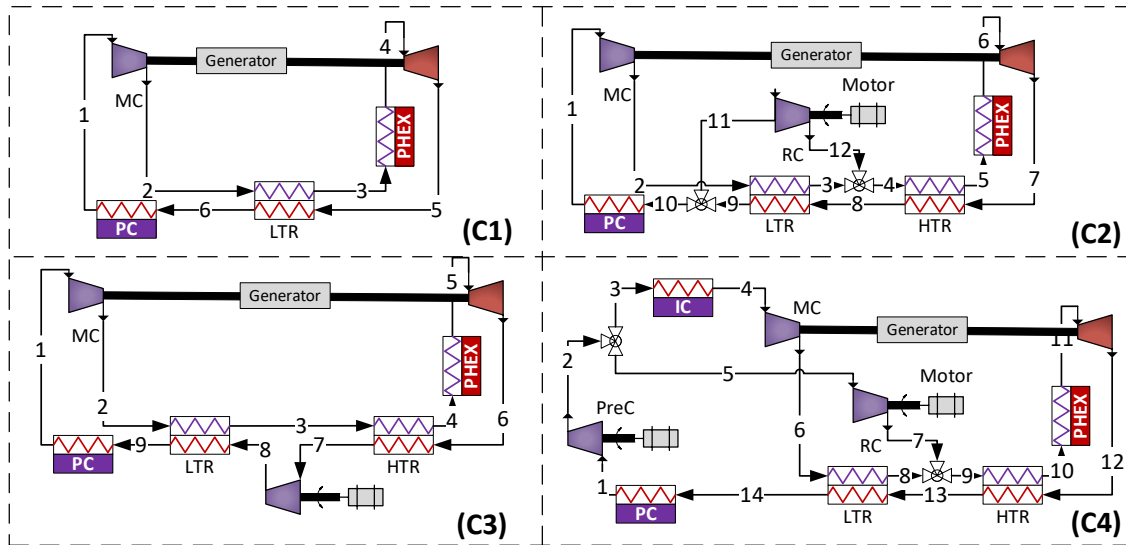 4
Generator
MC
1
PHEX
2
3
6
5
PC
LTR
(C1)
6
Generator
MC
Motor
1
11
PHEX
RC
12
2
3
4
5
7
10
9
8
PC
LTR
HTR
(C2)
5
Generator
MC
1
PHEX
2
3
4
6
9
8
7
PC
LTR
HTR
(C3)
3
4
MC
IC
Generator
11
2
5
Motor
PreC
6
RC
7
PHEX
8
9
10
12
1
14
13
PC
LTR
HTR
(C4)